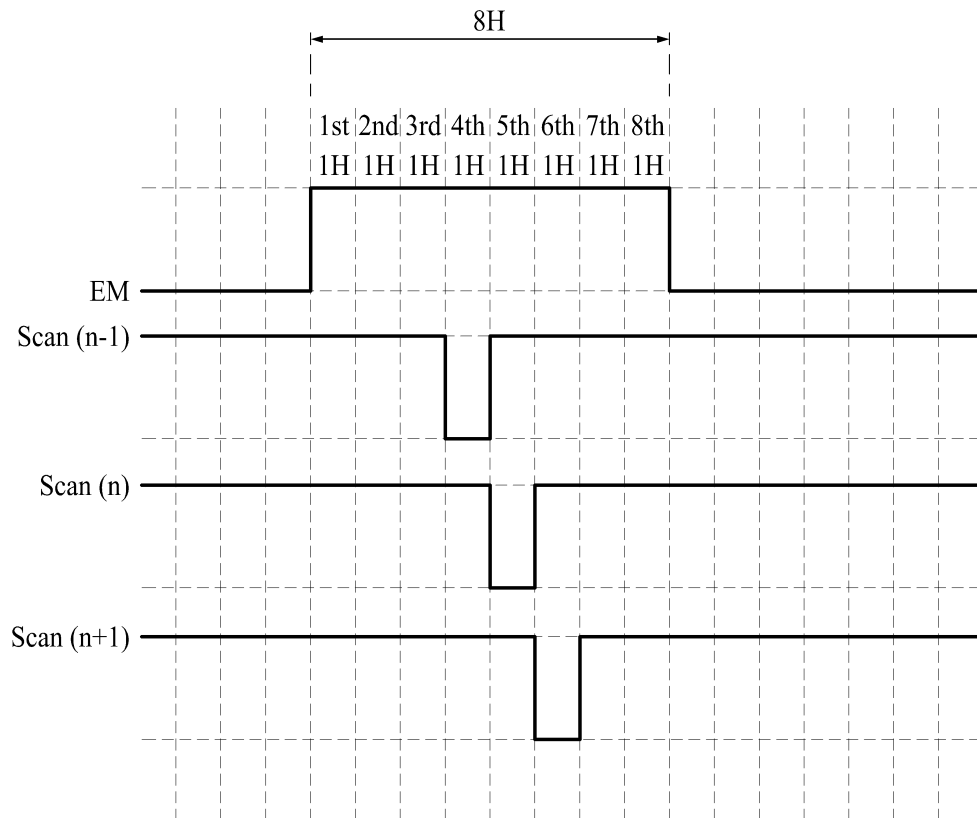 8H
1st 2nd 3rd 4th 5th 6th 7th 8th
1H 1H 1H 1H 1H 1H 1H 1H
EM
Scan (n-1)
Scan (n)
Scan (n+1)